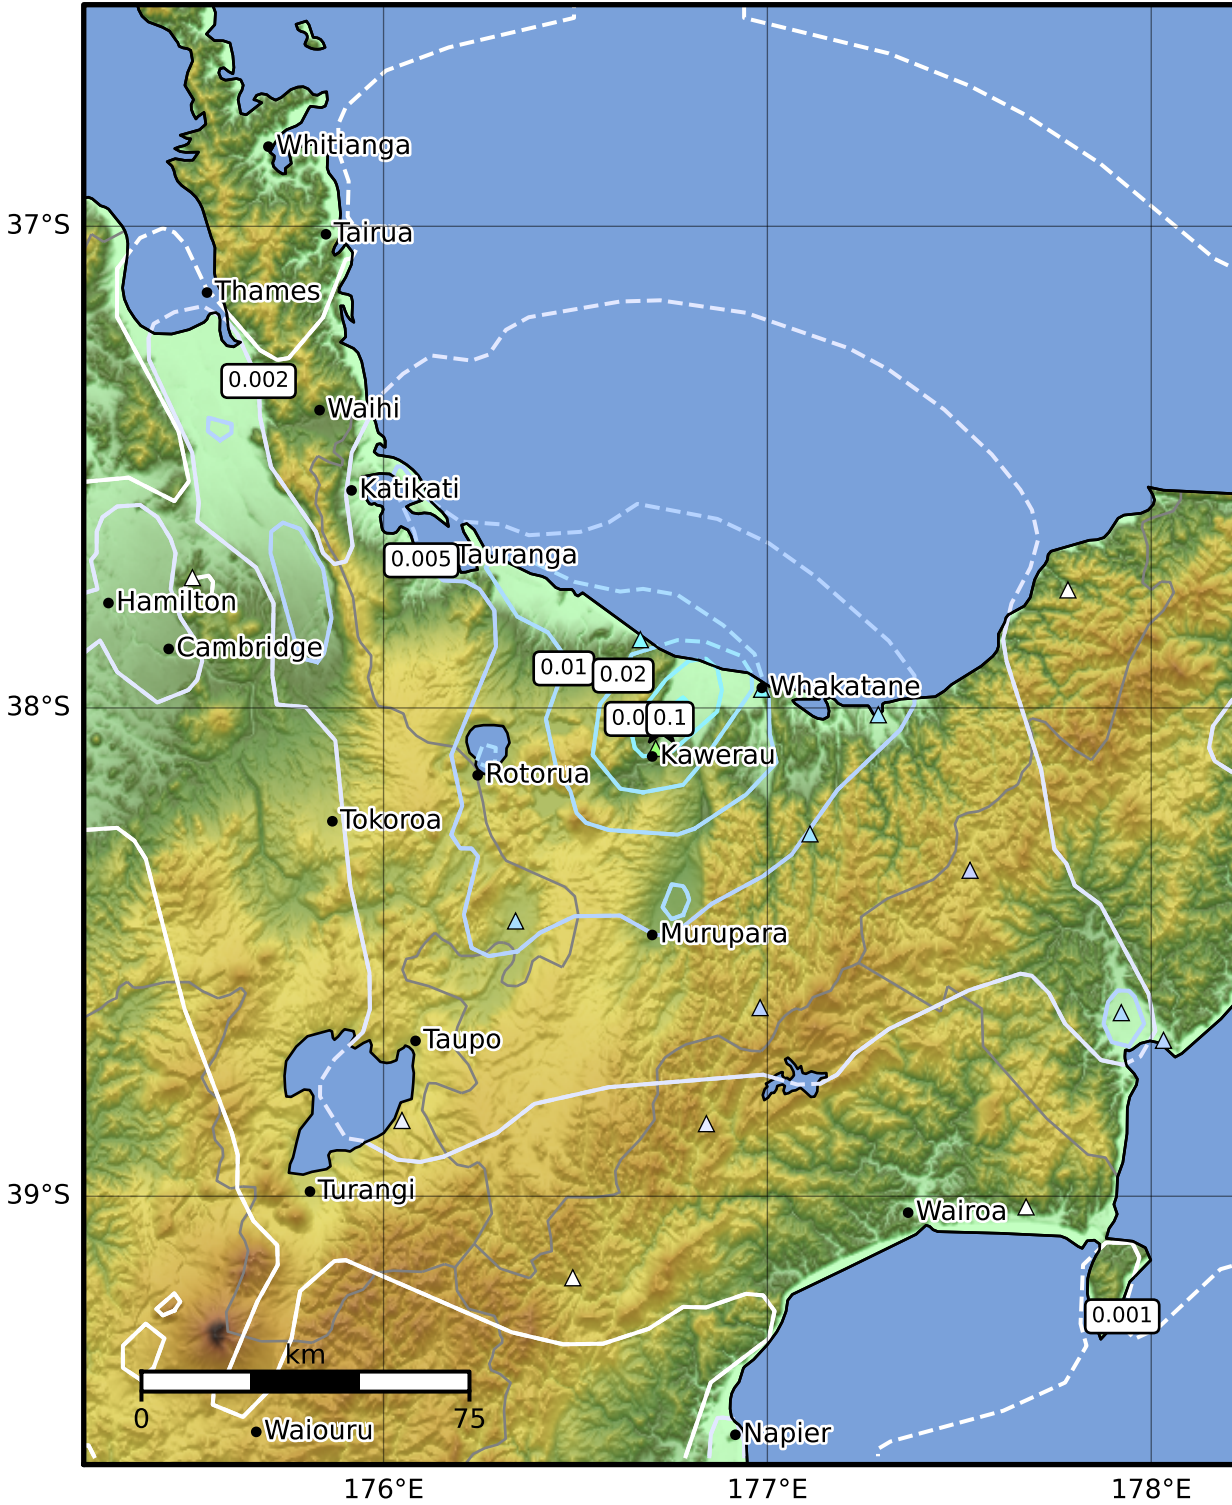 Whitianga
37°S
Tairua
Thames
0.002
Waihi
Katikati
0.005
Tauranga
Hamilton
Cambridge
0.01
0.02
Whakatane
38°S
0.0
0.1
Kawerau
Rotorua
Tokoroa
Murupara
Taupo
39°S
Turangi
Wairoa
0.001
km
0
75
Waiouru
Napier
176°E
177°E
178°E